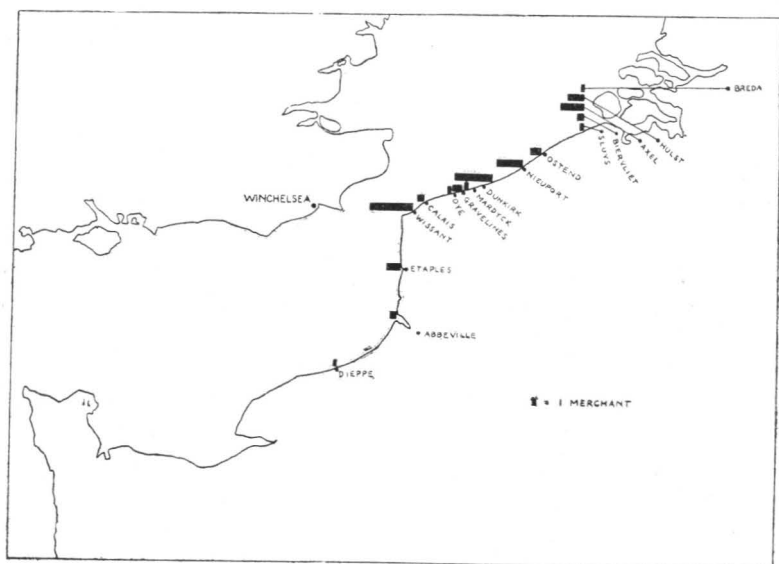 BREDA
HULST
AXEL
BIERVLIET
SLUYS
OSTEND
NIEUPORT
DUNKIRK
MARDYCK
GRAVELINES
OYE
CALAIS
WISSANT
WINCHELSEA
ETAPLES
ABBEVILLE
DIEPPE
= 1 MERCHANT